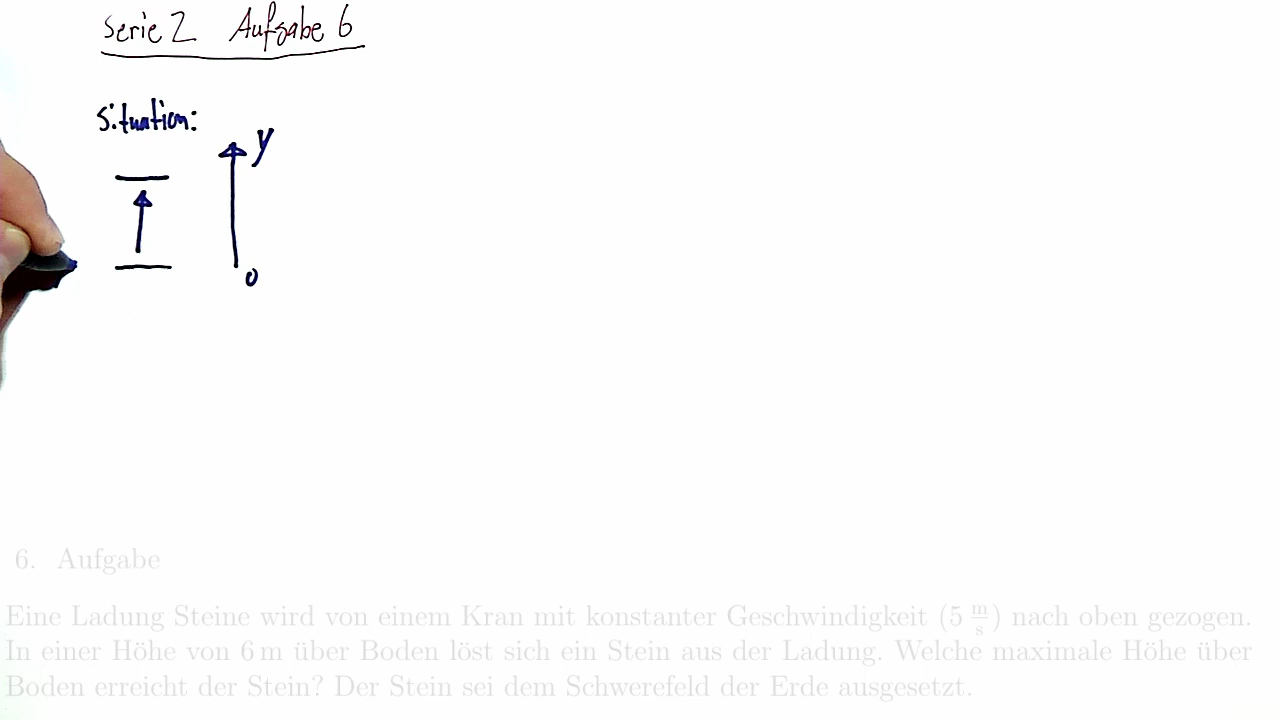 Serie 2 Aufgabe 6
Situation:
y
0
6. Aufgabe
Eine Ladung Steine wird von einem Kran mit konstanter Geschwindigkeit (5 m/s) nach oben gezogen.
In einer Höhe von 6 m über Boden löst sich ein Stein aus der Ladung. Welche maximale Höhe über
Boden erreicht der Stein? Der Stein sei dem Schwerefeld der Erde ausgesetzt.